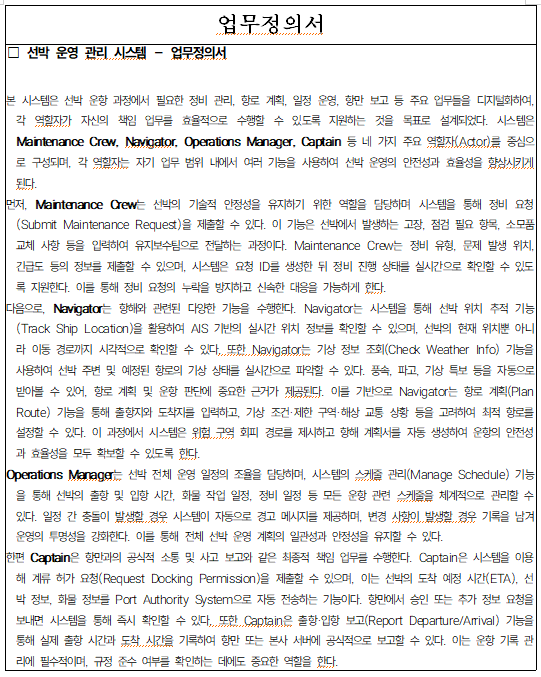 업무정의서
□ 선박 운영 관리 시스템 - 업무정의서
본 시스템은 선박 운항 과정에서 필요한 정비 관리, 항로 계획, 일정 운영, 항만 보고 등 주요 업무들을 디지털화하여,
각 역할자가 자신의 책임 업무를 효율적으로 수행할 수 있도록 지원하는 것을 목표로 설계되었다. 시스템은
Maintenance Crew, Navigator, Operations Manager, Captain 등 네 가지 주요 역할자(Actor)를 중심으
로 구성되며, 각 역할자는 자기 업무 범위 내에서 여러 기능을 사용하여 선박 운영의 안전성과 효율성을 향상시키게
된다.
먼저, Maintenance Crew는 선박의 기술적 안정성을 유지하기 위한 역할을 담당하며 시스템을 통해 정비 요청
(Submit Maintenance Request)을 제출할 수 있다. 이 기능은 선박에서 발생하는 고장, 점검 필요 항목, 소모품
교체 사항 등을 입력하여 유지보수팀으로 전달하는 과정이다. Maintenance Crew는 정비 유형, 문제 발생 위치,
긴급도 등의 정보를 제출할 수 있으며, 시스템은 요청 ID를 생성한 뒤 정비 진행 상태를 실시간으로 확인할 수 있도
록 지원한다. 이를 통해 정비 요청의 누락을 방지하고 신속한 대응을 가능하게 한다.
다음으로, Navigator는 항해와 관련된 다양한 기능을 수행한다. Navigator는 시스템을 통해 선박 위치 추적 기능
(Track Ship Location)을 활용하여 AIS 기반의 실시간 위치 정보를 확인할 수 있으며, 선박의 현재 위치뿐 아니
라 이동 경로까지 시각적으로 확인할 수 있다. 또한 Navigator는 기상 정보 조회(Check Weather Info) 기능을
사용하여 선박 주변 및 예정된 항로의 기상 상태를 실시간으로 파악할 수 있다. 풍속, 파고, 기상 특보 등을 자동으로
받아볼 수 있어, 항로 계획 및 운항 판단에 중요한 근거가 제공된다. 이를 기반으로 Navigator는 항로 계획(Plan
Route) 기능을 통해 출항지와 도착지를 입력하고, 기상 조건·제한 구역·해상 교통 상황 등을 고려하여 최적 항로를
설정할 수 있다. 이 과정에서 시스템은 위험 구역 회피 경로를 제시하고 항해 계획서를 자동 생성하여 운항의 안전성
과 효율성을 모두 확보할 수 있도록 한다.
Operations Manager는 선박 전체 운영 일정의 조율을 담당하며, 시스템의 스케줄 관리(Manage Schedule) 기능
을 통해 선박의 출항 및 입항 시간, 화물 작업 일정, 정비 일정 등 모든 운항 관련 스케줄을 체계적으로 관리할 수
있다. 일정 간 충돌이 발생할 경우 시스템이 자동으로 경고 메시지를 제공하며, 변경 사항이 발생할 경우 기록을 남겨
운영의 투명성을 강화한다. 이를 통해 전체 선박 운영 계획의 일관성과 안정성을 유지할 수 있다.
한편 Captain은 항만과의 공식적 소통 및 사고 보고와 같은 최종적 책임 업무를 수행한다. Captain은 시스템을 이용
해 계류 허가 요청(Request Docking Permission)을 제출할 수 있으며, 이는 선박의 도착 예정 시간(ETA), 선
박 정보, 화물 정보를 Port Authority System으로 자동 전송하는 기능이다. 항만에서 승인 또는 추가 정보 요청을
보내면 시스템을 통해 즉시 확인할 수 있다. 또한 Captain은 출항·입항 보고(Report Departure/Arrival) 기능을
통해 실제 출항 시간과 도착 시간을 기록하여 항만 또는 본사 서버에 공식적으로 보고할 수 있다. 이는 운항 기록 관
리에 필수적이며, 규정 준수 여부를 확인하는 데에도 중요한 역할을 한다.